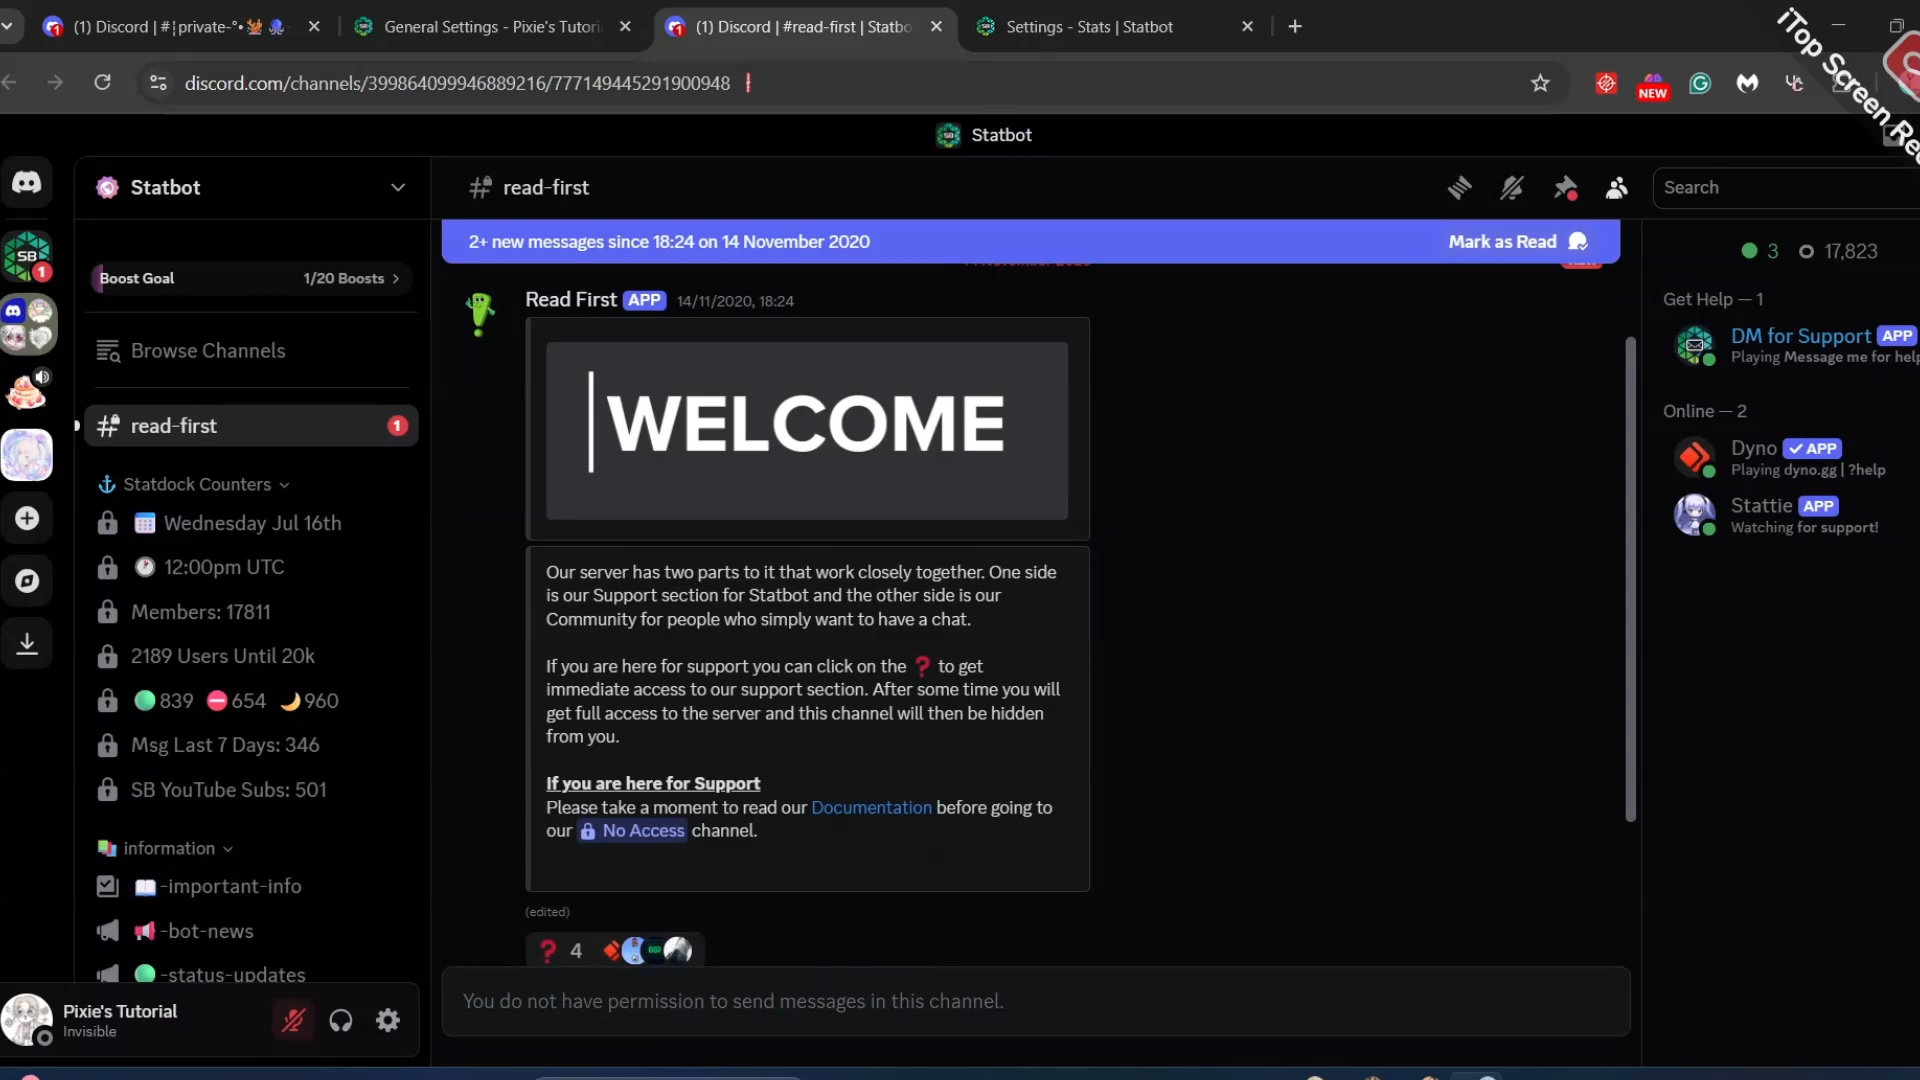 (1) Discord | #¦private-°•
General Settings - Pixie's Tutori
(1) Discord | #read-first | Statbo
Settings - Stats | Statbot
iTop Screen Rec
discord.com/channels/399864099946889216/777149445291900948
NEW
Statbot
Statbot
read-first
Search
2+ new messages since 18:24 on 14 November 2020
Mark as Read
3
17,823
SB
1
Boost Goal
1/20 Boosts
Read First APP 14/11/2020, 18:24
Get Help — 1
DM for Support APP
Playing Message me for help
Browse Channels
WELCOME
Online — 2
read-first
1
Dyno APP
Playing dyno.gg | ?help
Statdock Counters
Stattie APP
Watching for support!
Wednesday Jul 16th
12:00pm UTC
Members: 17811
2189 Users Until 20k
839 654 960
Msg Last 7 Days: 346
SB YouTube Subs: 501
Our server has two parts to it that work closely together. One side
is our Support section for Statbot and the other side is our
Community for people who simply want to have a chat.
If you are here for support you can click on the ❓ to get
immediate access to our support section. After some time you will
get full access to the server and this channel will then be hidden
from you.
If you are here for Support
Please take a moment to read our Documentation before going to
our No Access channel.
information
-important-info
-bot-news
-status-updates
(edited)
❓ 4
Pixie's Tutorial
Invisible
You do not have permission to send messages in this channel.